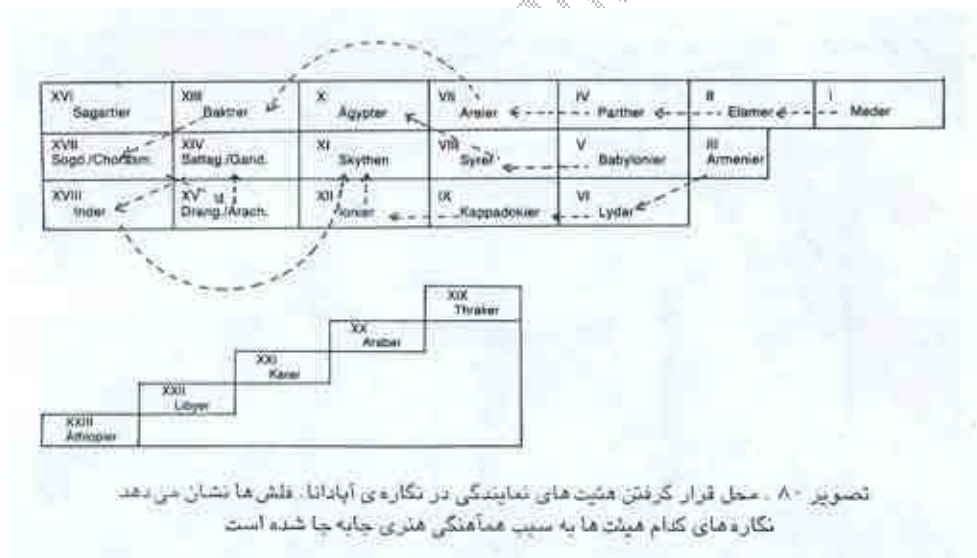 XVI XIII X VII IV II I
Sagartier Baktrer Ägypter Areier Parther Elamer Meder
XVII XIV XI VIII V III
Sogd./Chorasm. Sattag./Gand. Skythen Syrer Babylonier Armenier
XVIII XV XII IX VI
Inder Drang./Arach. Ionier Kappadokier Lyder
XIX
Thraker
XX
Araber
XXI
Karer
XXII
Libyer
XXIII
Äthiopier
تصویر ۸۰ . محل قرار گرفتن هئیت های نمایندگی در نگاره ی آپادانا. فلش ها نشان می دهد
نگاره های کدام هیئت ها به سبب همآهنگی هنری جابه جا شده است